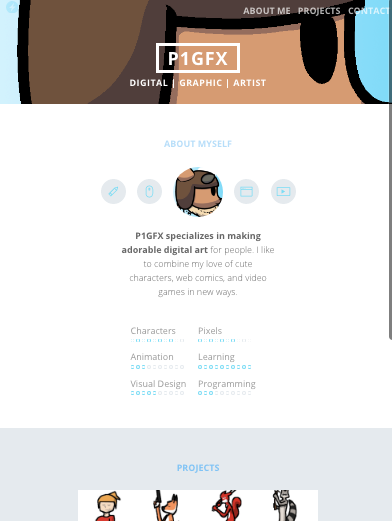 ABOUT ME PROJECTS CONTACT
P1GFX
DIGITAL | GRAPHIC | ARTIST
ABOUT MYSELF
P1GFX specializes in making
adorable digital art for people. I like
to combine my love of cute
characters, web comics, and video
games in new ways.
Characters Pixels
Animation Learning
Visual Design Programming
PROJECTS